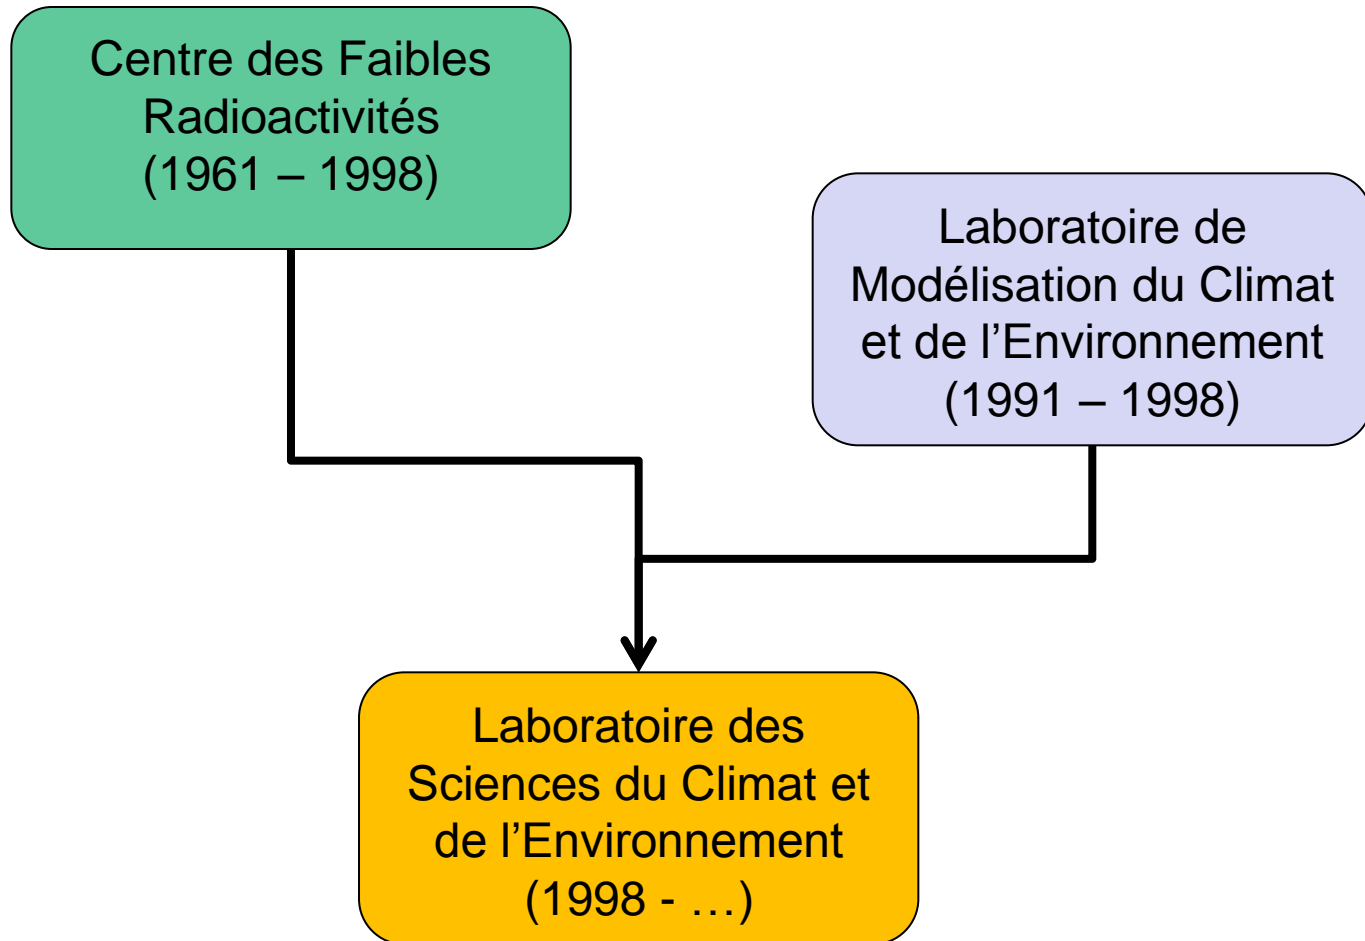 Centre des Faibles
Radioactivités
(1961 – 1998)
Laboratoire de
Modélisation du Climat
et de l’Environnement
(1991 – 1998)
Laboratoire des
Sciences du Climat et
de l’Environnement
(1998 - …)